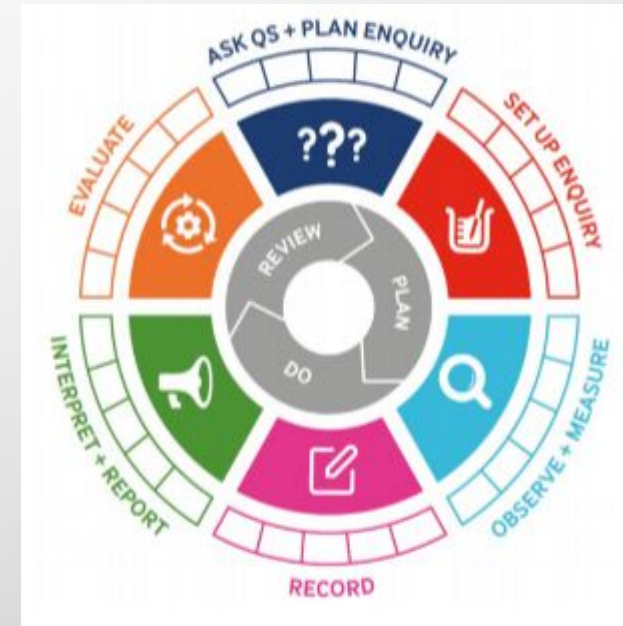 ASK QS + PLAN ENQUIRY
???
SET UP ENQUIRY
OBSERVE + MEASURE
RECORD
INTERPRET + REPORT
EVALUATE
REVIEW
PLAN
DO